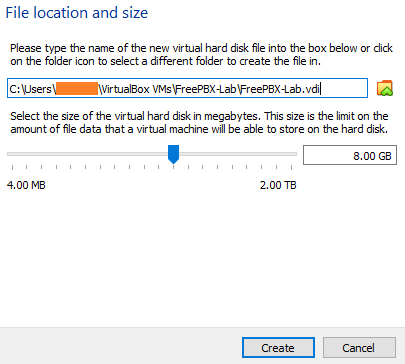 File location and size
Please type the name of the new virtual hard disk file into the box below or click
on the folder icon to select a different folder to create the file in.
C:\Users\ \VirtualBox VMs\FreePBX-Lab\FreePBX-Lab.vdi
Select the size of the virtual hard disk in megabytes. This size is the limit on the
amount of file data that a virtual machine will be able to store on the hard disk.
8.00 GB
4.00 MB 2.00 TB
Create Cancel